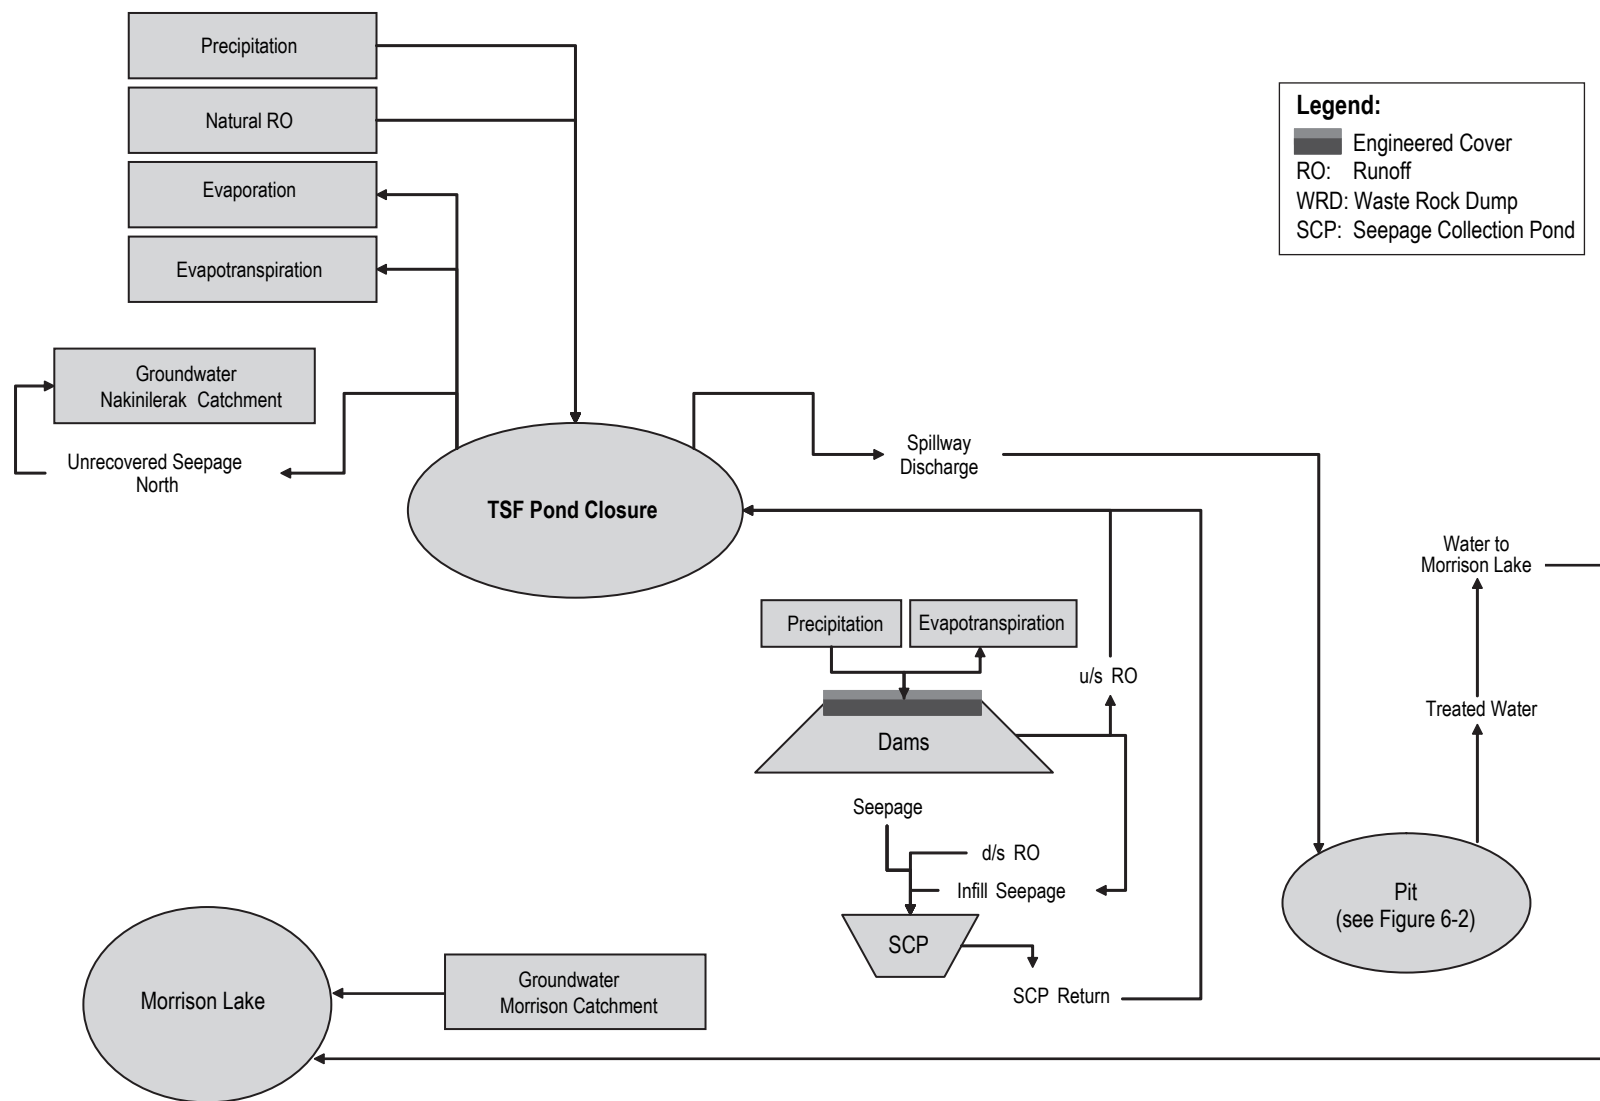 Precipitation
Natural RO
Evaporation
Evapotranspiration
Groundwater
Nakinilerak Catchment
Unrecovered Seepage
North
Legend:
Engineered Cover
RO: Runoff
WRD: Waste Rock Dump
SCP: Seepage Collection Pond
TSF Pond Closure
Spillway
Discharge
Water to
Morrison Lake
Treated Water
Precipitation
Evapotranspiration
u/s RO
Dams
Seepage
d/s RO
Infill Seepage
SCP
SCP Return
Pit
(see Figure 6-2)
Morrison Lake
Groundwater
Morrison Catchment